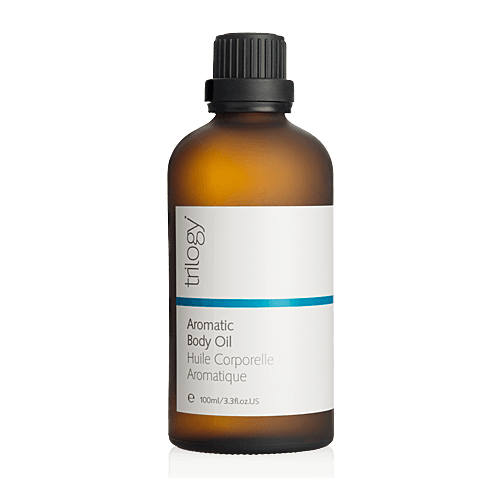 trilogy
Aromatic
Body Oil
Huile Corporelle
Aromatique
℮ 100ml/3.3fl.oz.US